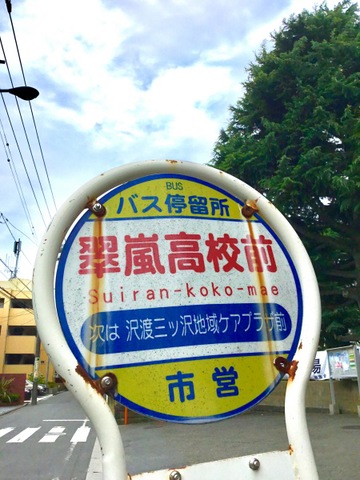 BUS
バス停留所
翠嵐高校前
Suiran-koko-mae
次は 沢渡三ツ沢地域ケアプラザ前
市営